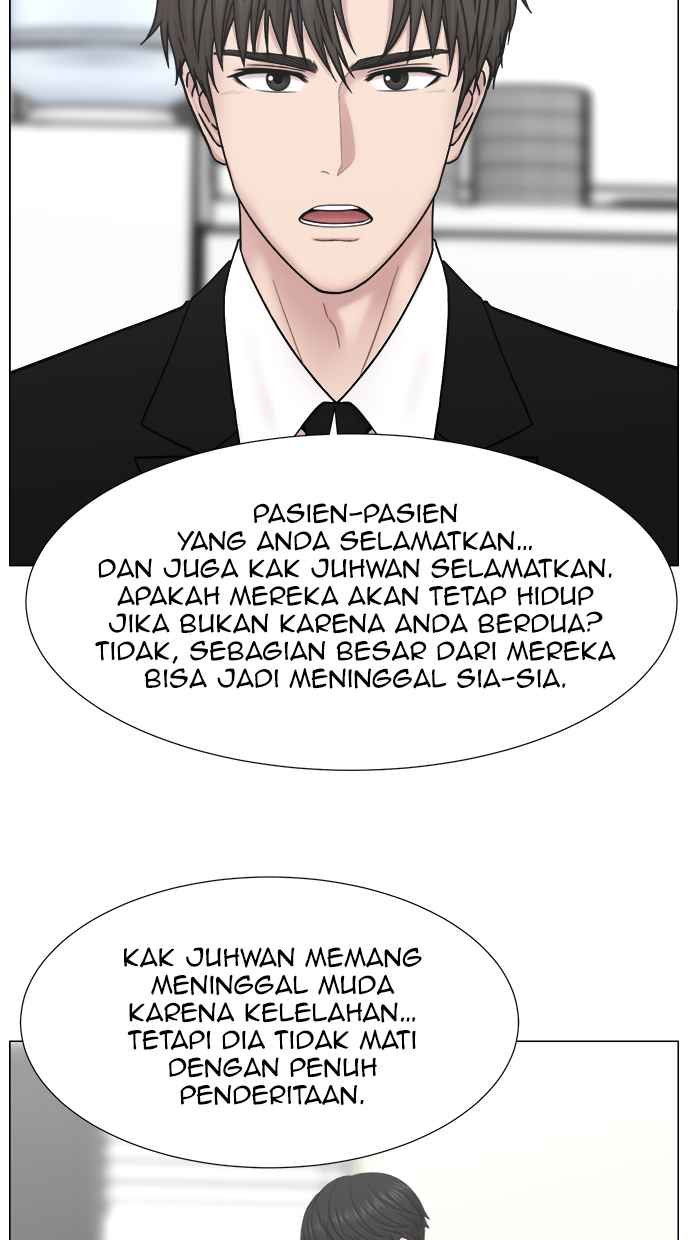 PASIEN-PASIEN
YANG ANDA SELAMATKAN...
DAN JUGA KAK JUHWAN SELAMATKAN.
APAKAH MEREKA AKAN TETAP HIDUP
JIKA BUKAN KARENA ANDA BERDUA?
TIDAK, SEBAGIAN BESAR DARI MEREKA
BISA JADI MENINGGAL SIA-SIA.
KAK JUHWAN MEMANG
MENINGGAL MUDA
KARENA KELELAHAN...
TETAPI DIA TIDAK MATI
DENGAN PENUH
PENDERITAAN.